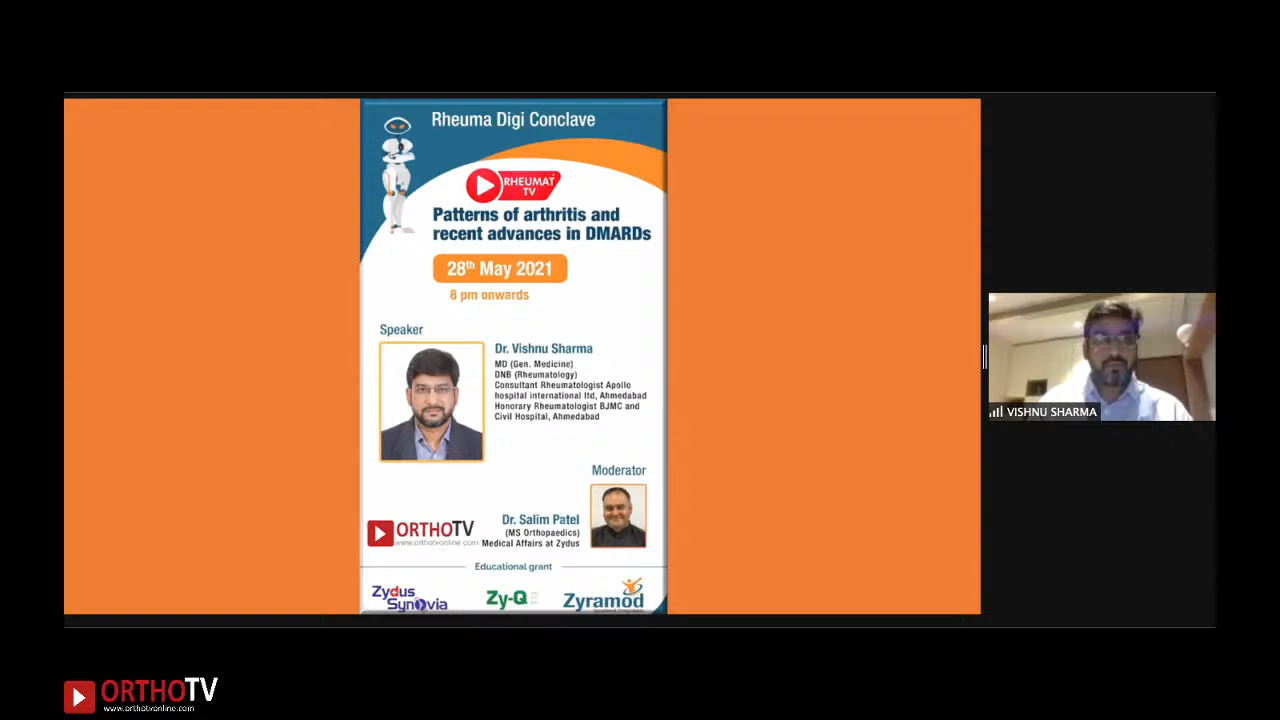 Rheuma Digi Conclave
RHEUMAT
TV
Patterns of arthritis and
recent advances in DMARDs
28th May 2021
8 pm onwards
Speaker
Dr. Vishnu Sharma
MD (Gen. Medicine)
DNB (Rheumatology)
Consultant Rheumatologist Apollo
hospital international ltd, Ahmedabad
Honorary Rheumatologist BJMC and
Civil Hospital, Ahmedabad
Moderator
Dr. Salim Patel
(MS Orthopaedics)
Medical Affairs at Zydus
ORTHOTV
www.orthotvonline.com
Educational grant
Zydus
Synovia
Zy-Q
Zyramod
VISHNU SHARMA
ORTHOTV
www.orthotvonline.com